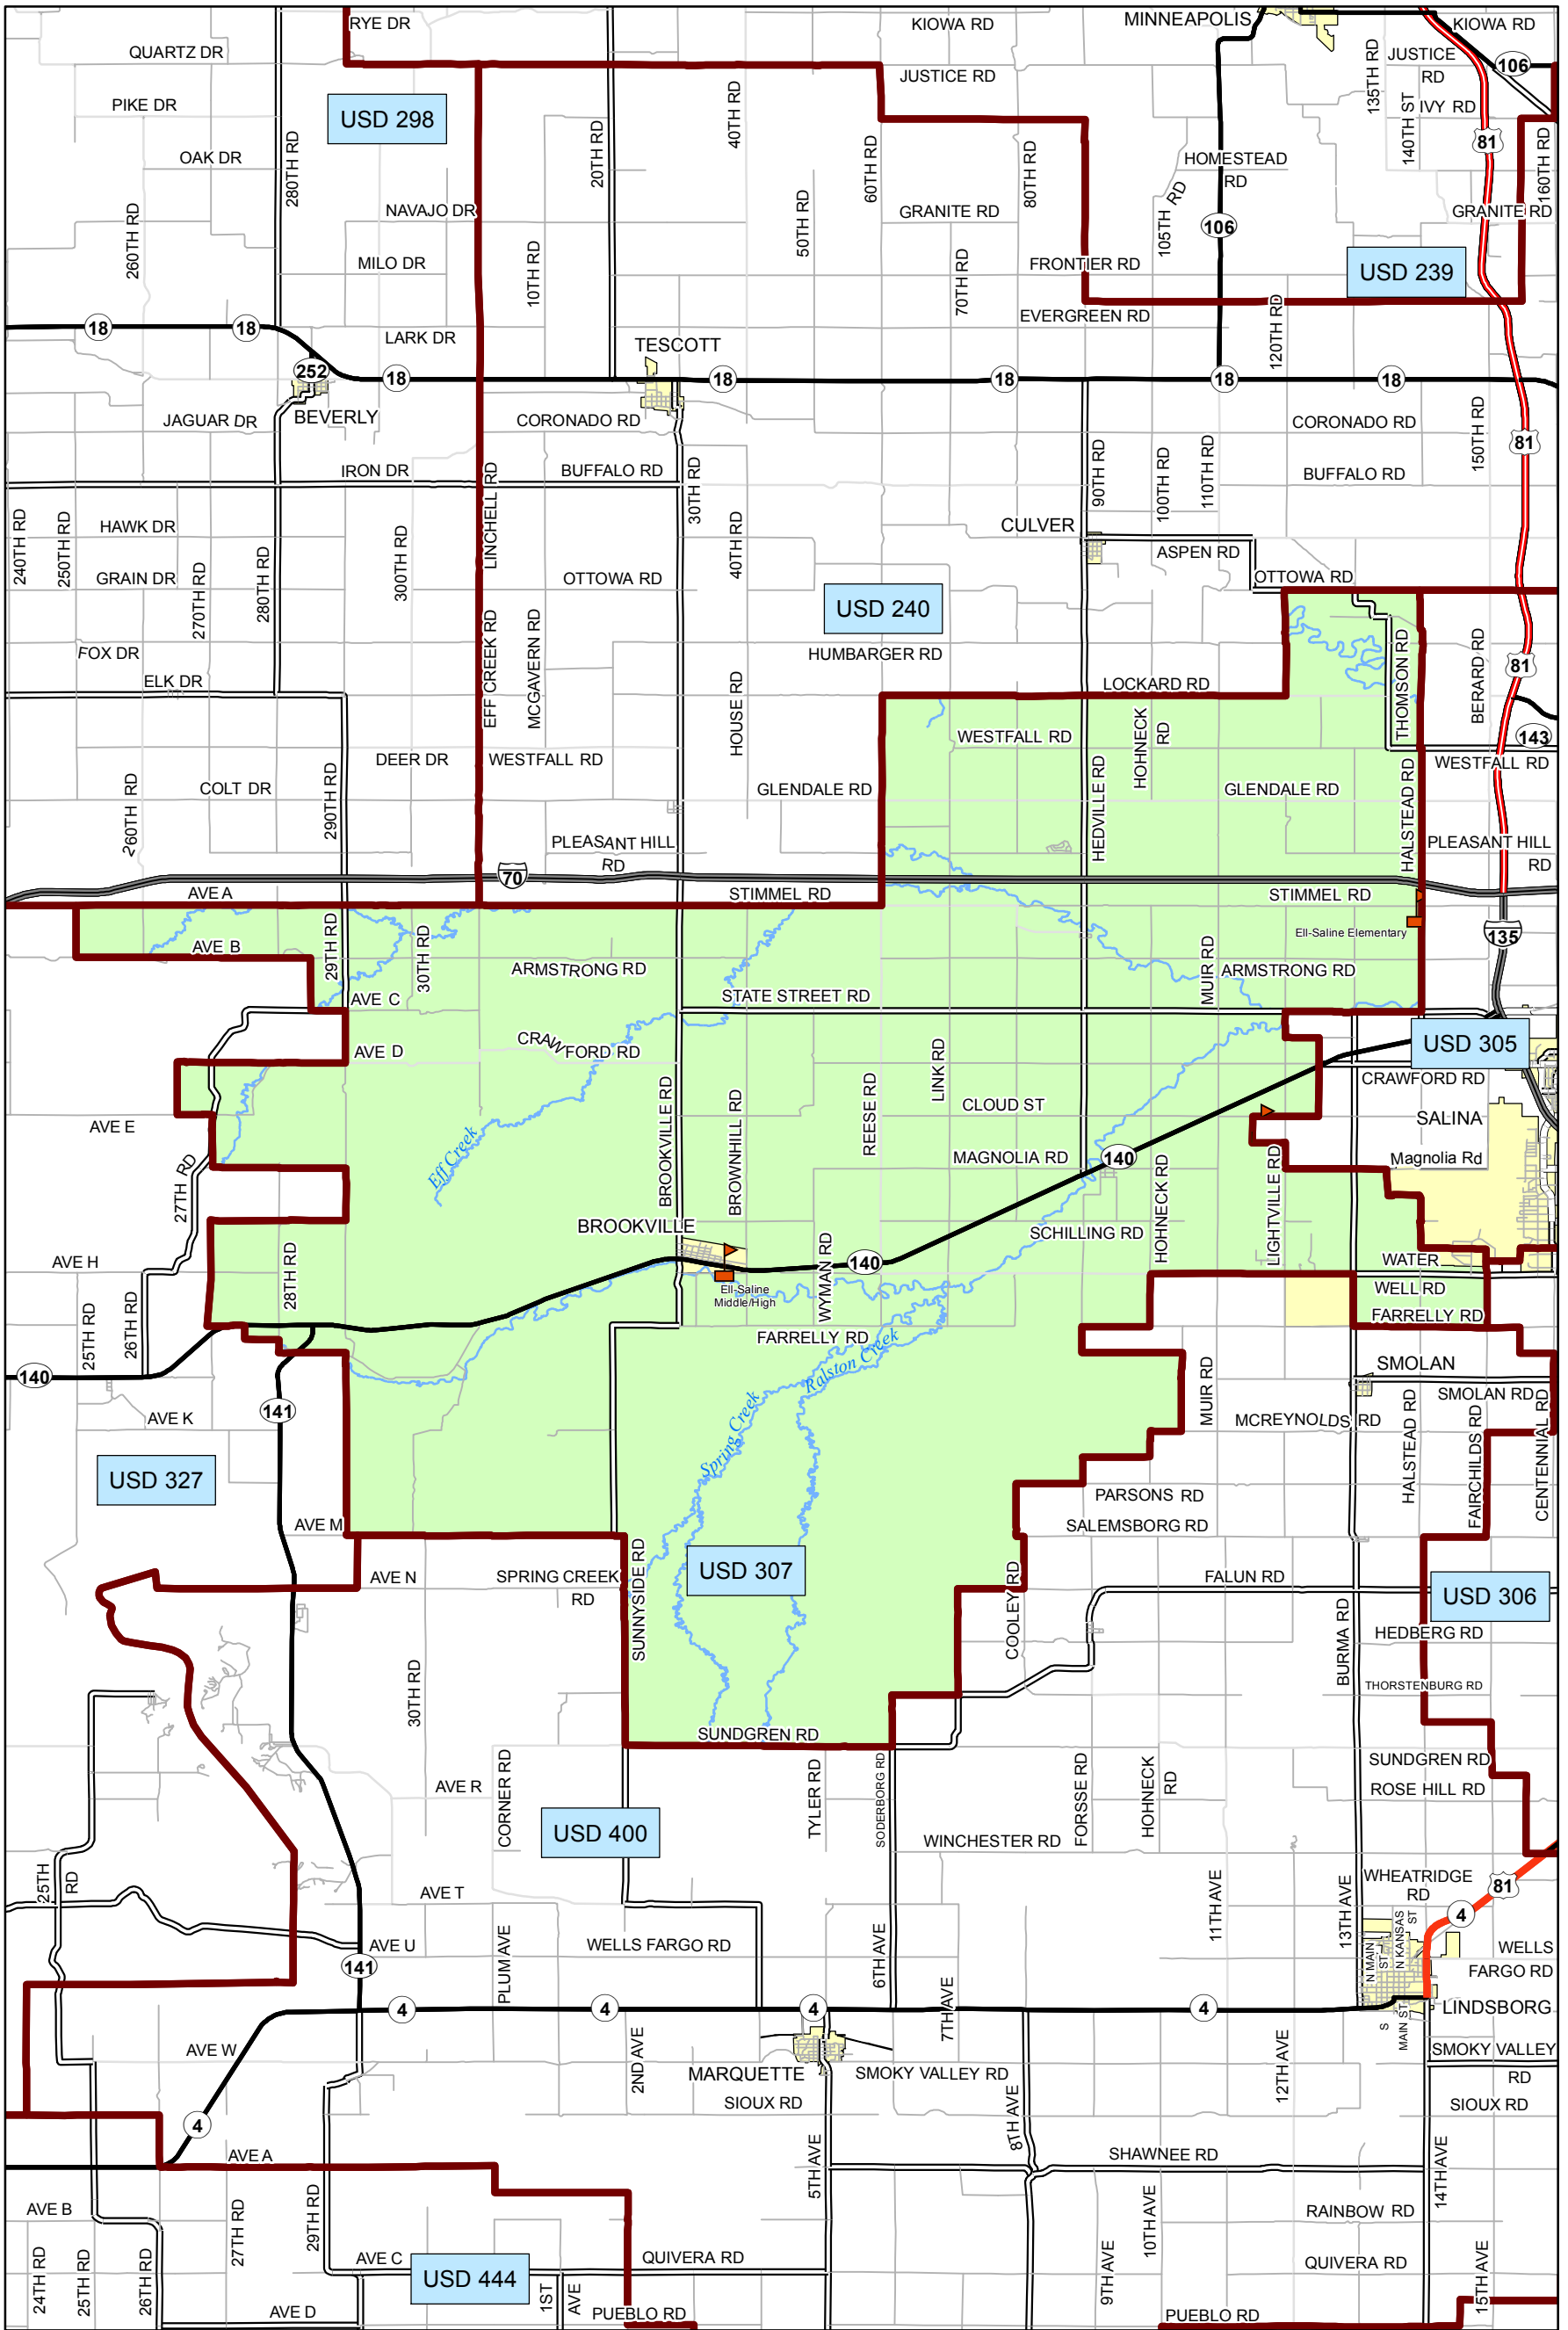 RYE DR
KIOWA RD
MINNEAPOLIS
KIOWA RD
QUARTZ DR
JUSTICE RD
135TH RD
JUSTICE
RD
106
PIKE DR
USD 298
40TH RD
140TH ST
IVY RD
280TH RD
OAK DR
20TH RD
60TH RD
80TH RD
HOMESTEAD
RD
81
160TH RD
260TH RD
NAVAJO DR
50TH RD
GRANITE RD
105TH RD
106
GRANITE RD
MILO DR
10TH RD
70TH RD
FRONTIER RD
USD 239
18
18
LARK DR
EVERGREEN RD
120TH RD
TESCOTT
252
18
18
18
18
18
BEVERLY
JAGUAR DR
CORONADO RD
CORONADO RD
150TH RD
81
IRON DR
LINCHELL RD
BUFFALO RD
30TH RD
90TH RD
100TH RD
110TH RD
BUFFALO RD
240TH RD
250TH RD
HAWK DR
280TH RD
300TH RD
40TH RD
CULVER
ASPEN RD
GRAIN DR
270TH RD
OTTOWA RD
USD 240
OTTOWA RD
FOX DR
EFF CREEK RD
MCGAVERN RD
HUMBARGER RD
THOMSON RD
BERARD RD
81
ELK DR
HOUSE RD
LOCKARD RD
HOHNECK
RD
143
DEER DR
WESTFALL RD
WESTFALL RD
WESTFALL RD
260TH RD
COLT DR
290TH RD
GLENDALE RD
HEDVILLE RD
GLENDALE RD
HALSTEAD RD
PLEASANT HILL
RD
PLEASANT HILL
RD
70
AVE A
STIMMEL RD
STIMMEL RD
Ell-Saline Elementary
135
AVE B
29TH RD
30TH RD
ARMSTRONG RD
MUIR RD
ARMSTRONG RD
AVE C
STATE STREET RD
AVE D
CRAWFORD RD
USD 305
CRAWFORD RD
AVE E
Eff Creek
BROOKVILLE RD
BROWNHILL RD
REESE RD
LINK RD
CLOUD ST
SALINA
27TH RD
MAGNOLIA RD
140
HOHNECK RD
LIGHTVILLE RD
Magnolia Rd
BROOKVILLE
SCHILLING RD
AVE H
28TH RD
WYMAN RD
140
WATER
WELL RD
Ell-Saline
Middle/High
25TH RD
26TH RD
FARRELLY RD
FARRELLY RD
140
Ralston Creek
MUIR RD
SMOLAN
SMOLAN RD
AVE K
141
Spring Creek
MCREYNOLDS RD
HALSTEAD RD
FAIRCHILDS RD
CENTENNIAL RD
USD 327
PARSONS RD
AVE M
SALEMSBORG RD
AVE N
SPRING CREEK
RD
SUNNYSIDE RD
USD 307
COOLEY RD
FALUN RD
USD 306
BURMA RD
HEDBERG RD
30TH RD
THORSTENBURG RD
SUNDGREN RD
CORNER RD
TYLER RD
SODERBORG RD
FORSSE RD
HOHNECK
RD
SUNDGREN RD
AVE R
ROSE HILL RD
USD 400
WINCHESTER RD
25TH
RD
AVE T
11TH AVE
13TH AVE
WHEATRIDGE
RD
81
4
AVE U
PLUM AVE
WELLS FARGO RD
6TH AVE
N MAIN
ST
N KANSAS
ST
WELLS
FARGO RD
141
4
4
4
7TH AVE
4
LINDSBORG
AVE W
2ND AVE
MARQUETTE
SMOKY VALLEY RD
12TH AVE
S
MAIN ST
SMOKY VALLEY
RD
4
SIOUX RD
8TH AVE
SIOUX RD
AVE A
5TH AVE
SHAWNEE RD
14TH AVE
AVE B
27TH RD
29TH RD
10TH AVE
RAINBOW RD
24TH RD
25TH RD
26TH RD
AVE C
USD 444
QUIVERA RD
9TH AVE
QUIVERA RD
15TH AVE
AVE D
1ST
AVE
PUEBLO RD
PUEBLO RD